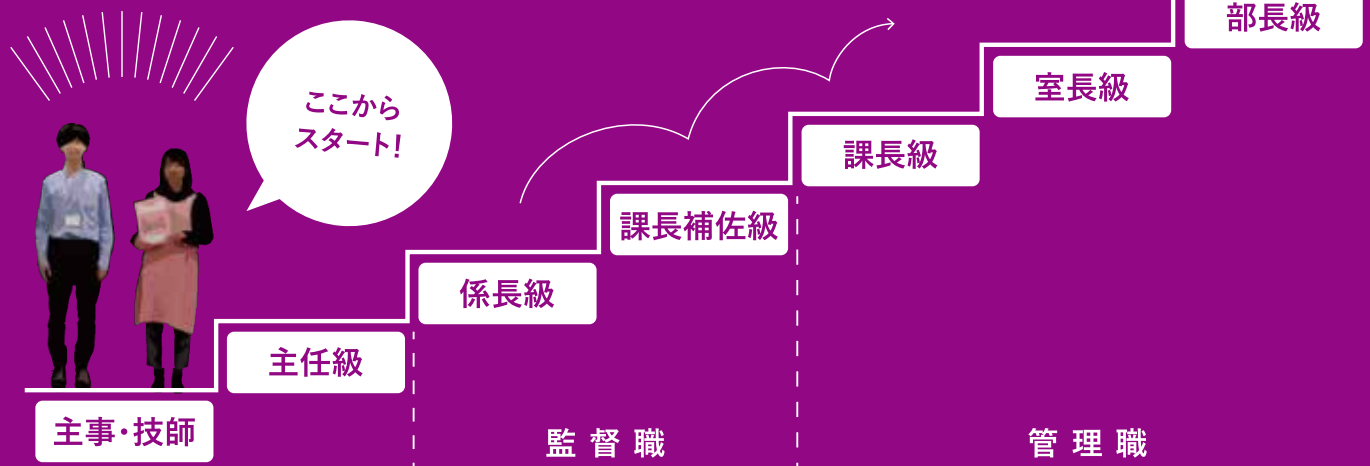 ここから
スタート!
部長級
室長級
課長級
課長補佐級
係長級
主任級
主事・技師
監督職
管理職